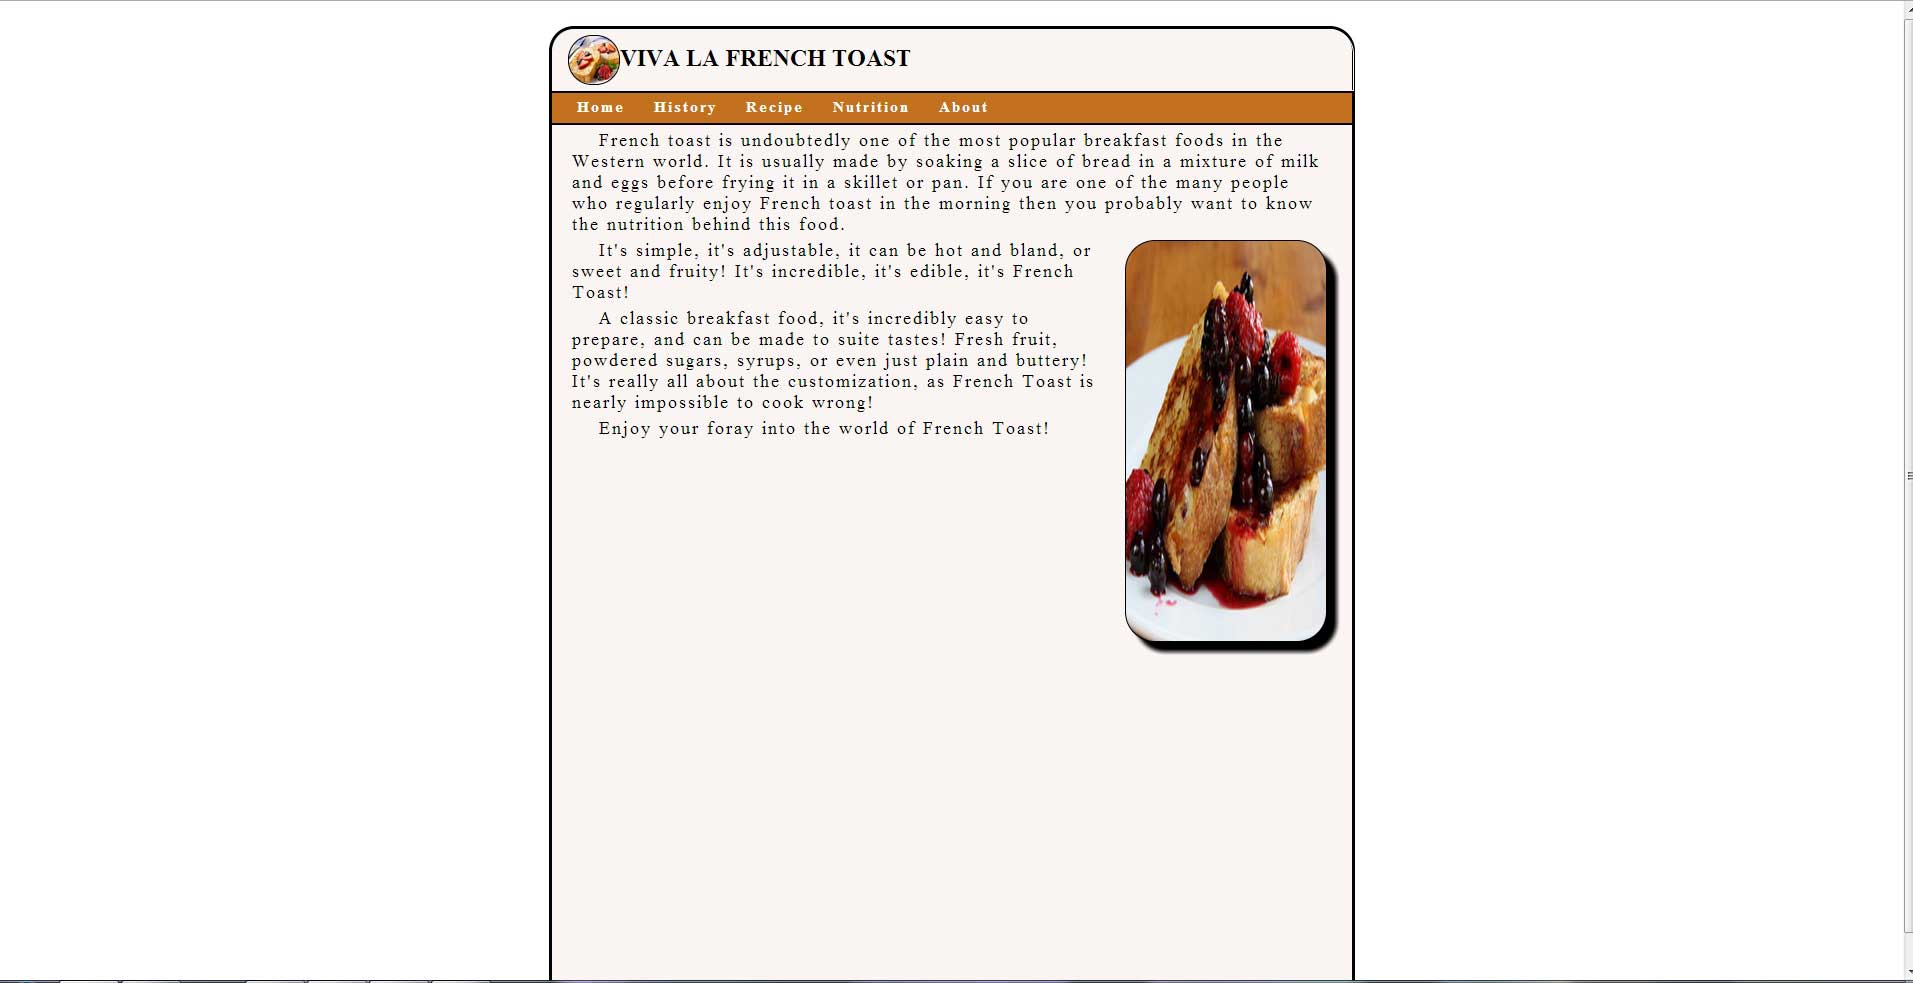 VIVA LA FRENCH TOAST
Home History Recipe Nutrition About
French toast is undoubtedly one of the most popular breakfast foods in the
Western world. It is usually made by soaking a slice of bread in a mixture of milk
and eggs before frying it in a skillet or pan. If you are one of the many people
who regularly enjoy French toast in the morning then you probably want to know
the nutrition behind this food.
It's simple, it's adjustable, it can be hot and bland, or
sweet and fruity! It's incredible, it's edible, it's French
Toast!
A classic breakfast food, it's incredibly easy to
prepare, and can be made to suite tastes! Fresh fruit,
powdered sugars, syrups, or even just plain and buttery!
It's really all about the customization, as French Toast is
nearly impossible to cook wrong!
Enjoy your foray into the world of French Toast!